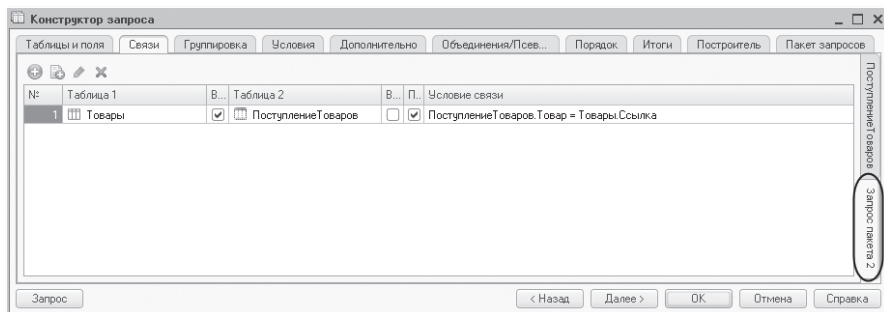 Конструктор запроса
Таблицы и поля Связи Группировка Условия Дополнительно Объединения/Псев... Порядок Итоги Построитель Пакет запросов
№ Таблица 1 В... Таблица 2 В... П... Условие связи
1 Товары ПоступлениеТоваров ПоступлениеТоваров.Товар = Товары.Ссылка
ПоступлениеТоваров
Запрос пакета 2
Запрос < Назад Далее > ОК Отмена Справка